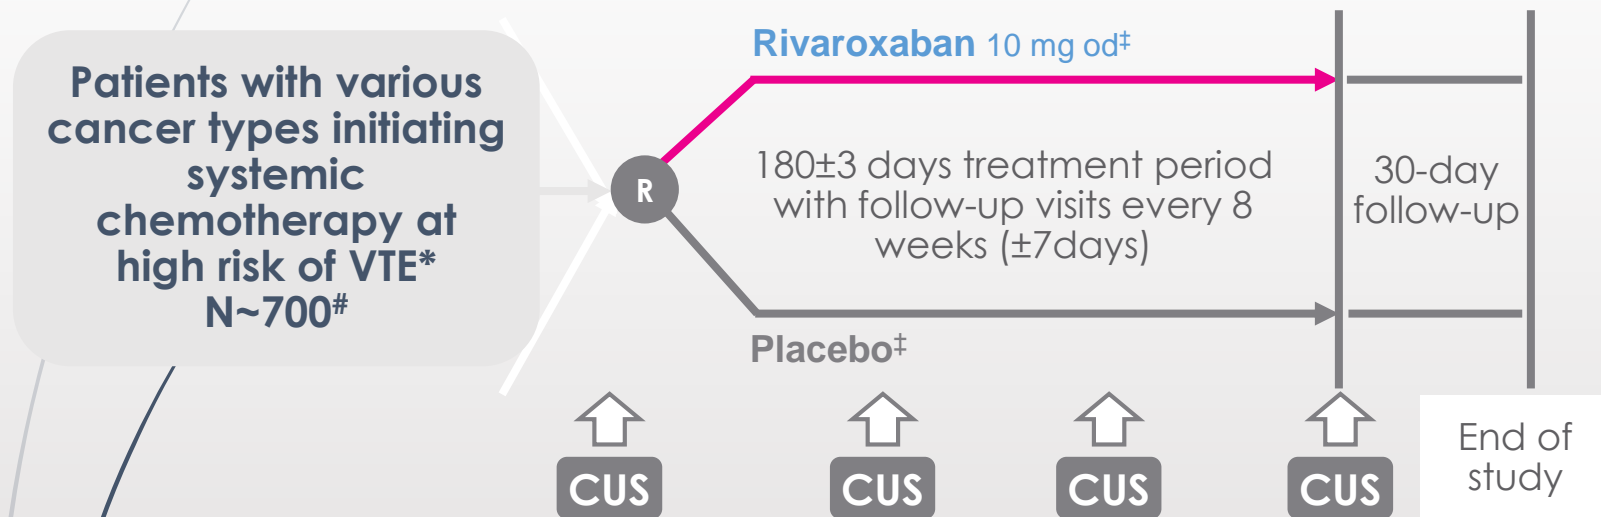 Patients with various
cancer types initiating
systemic
chemotherapy at
high risk of VTE*
N~700#
R
Rivaroxaban 10 mg od‡
180±3 days treatment period
with follow-up visits every 8
weeks (±7days)
Placebo‡
30-day
follow-up
CUS
CUS
CUS
CUS
End of
study